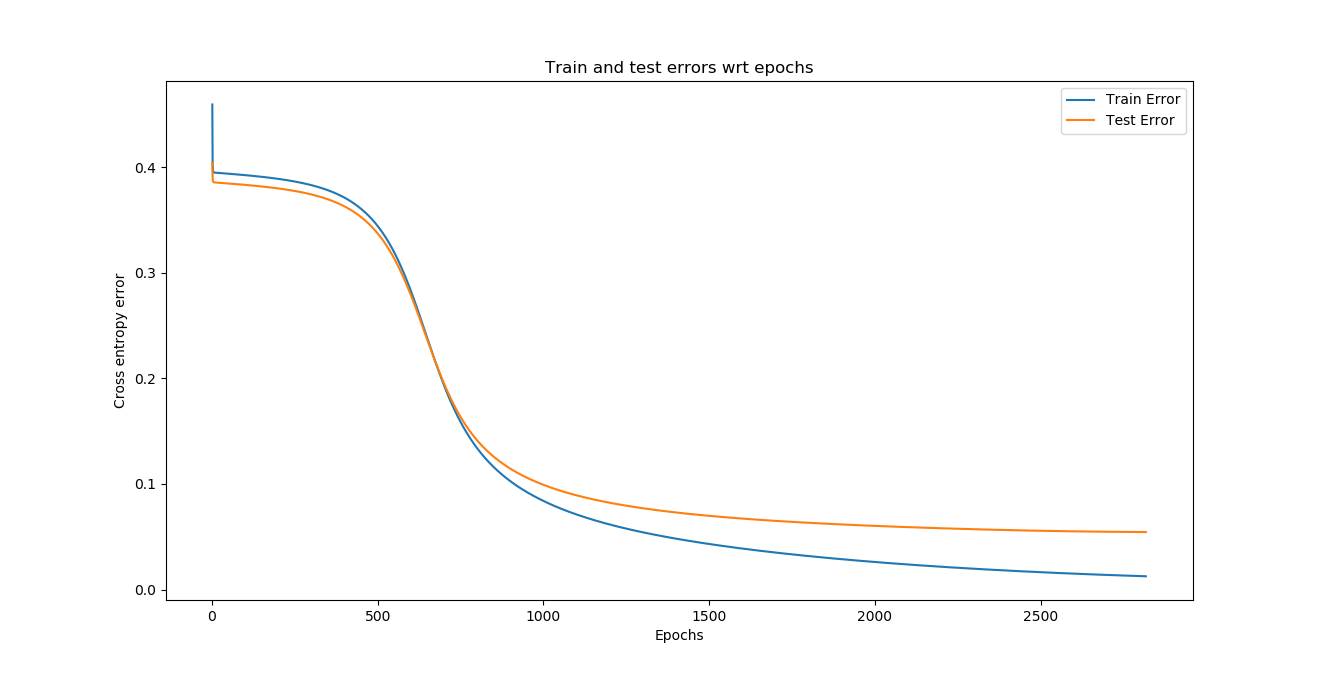 Train and test errors wrt epochs
Train Error
Test Error
Cross entropy error
0.4
0.3
0.2
0.1
0.0
0 500 1000 1500 2000 2500
Epochs